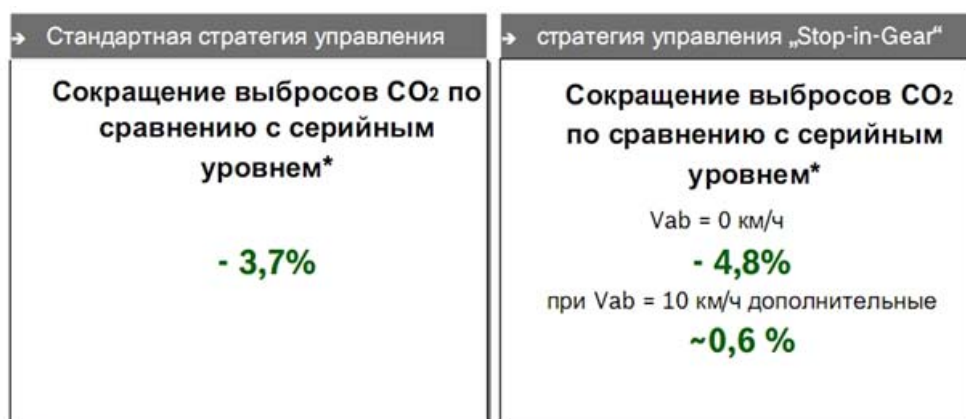 → Стандартная стратегия управления
Сокращение выбросов CO2 по
сравнению с серийным
уровнем*
- 3,7%
→ стратегия управления „Stop-in-Gear“
Сокращение выбросов CO2
по сравнению с серийным
уровнем*
Vab = 0 км/ч
- 4,8%
при Vab = 10 км/ч дополнительные
~0,6 %